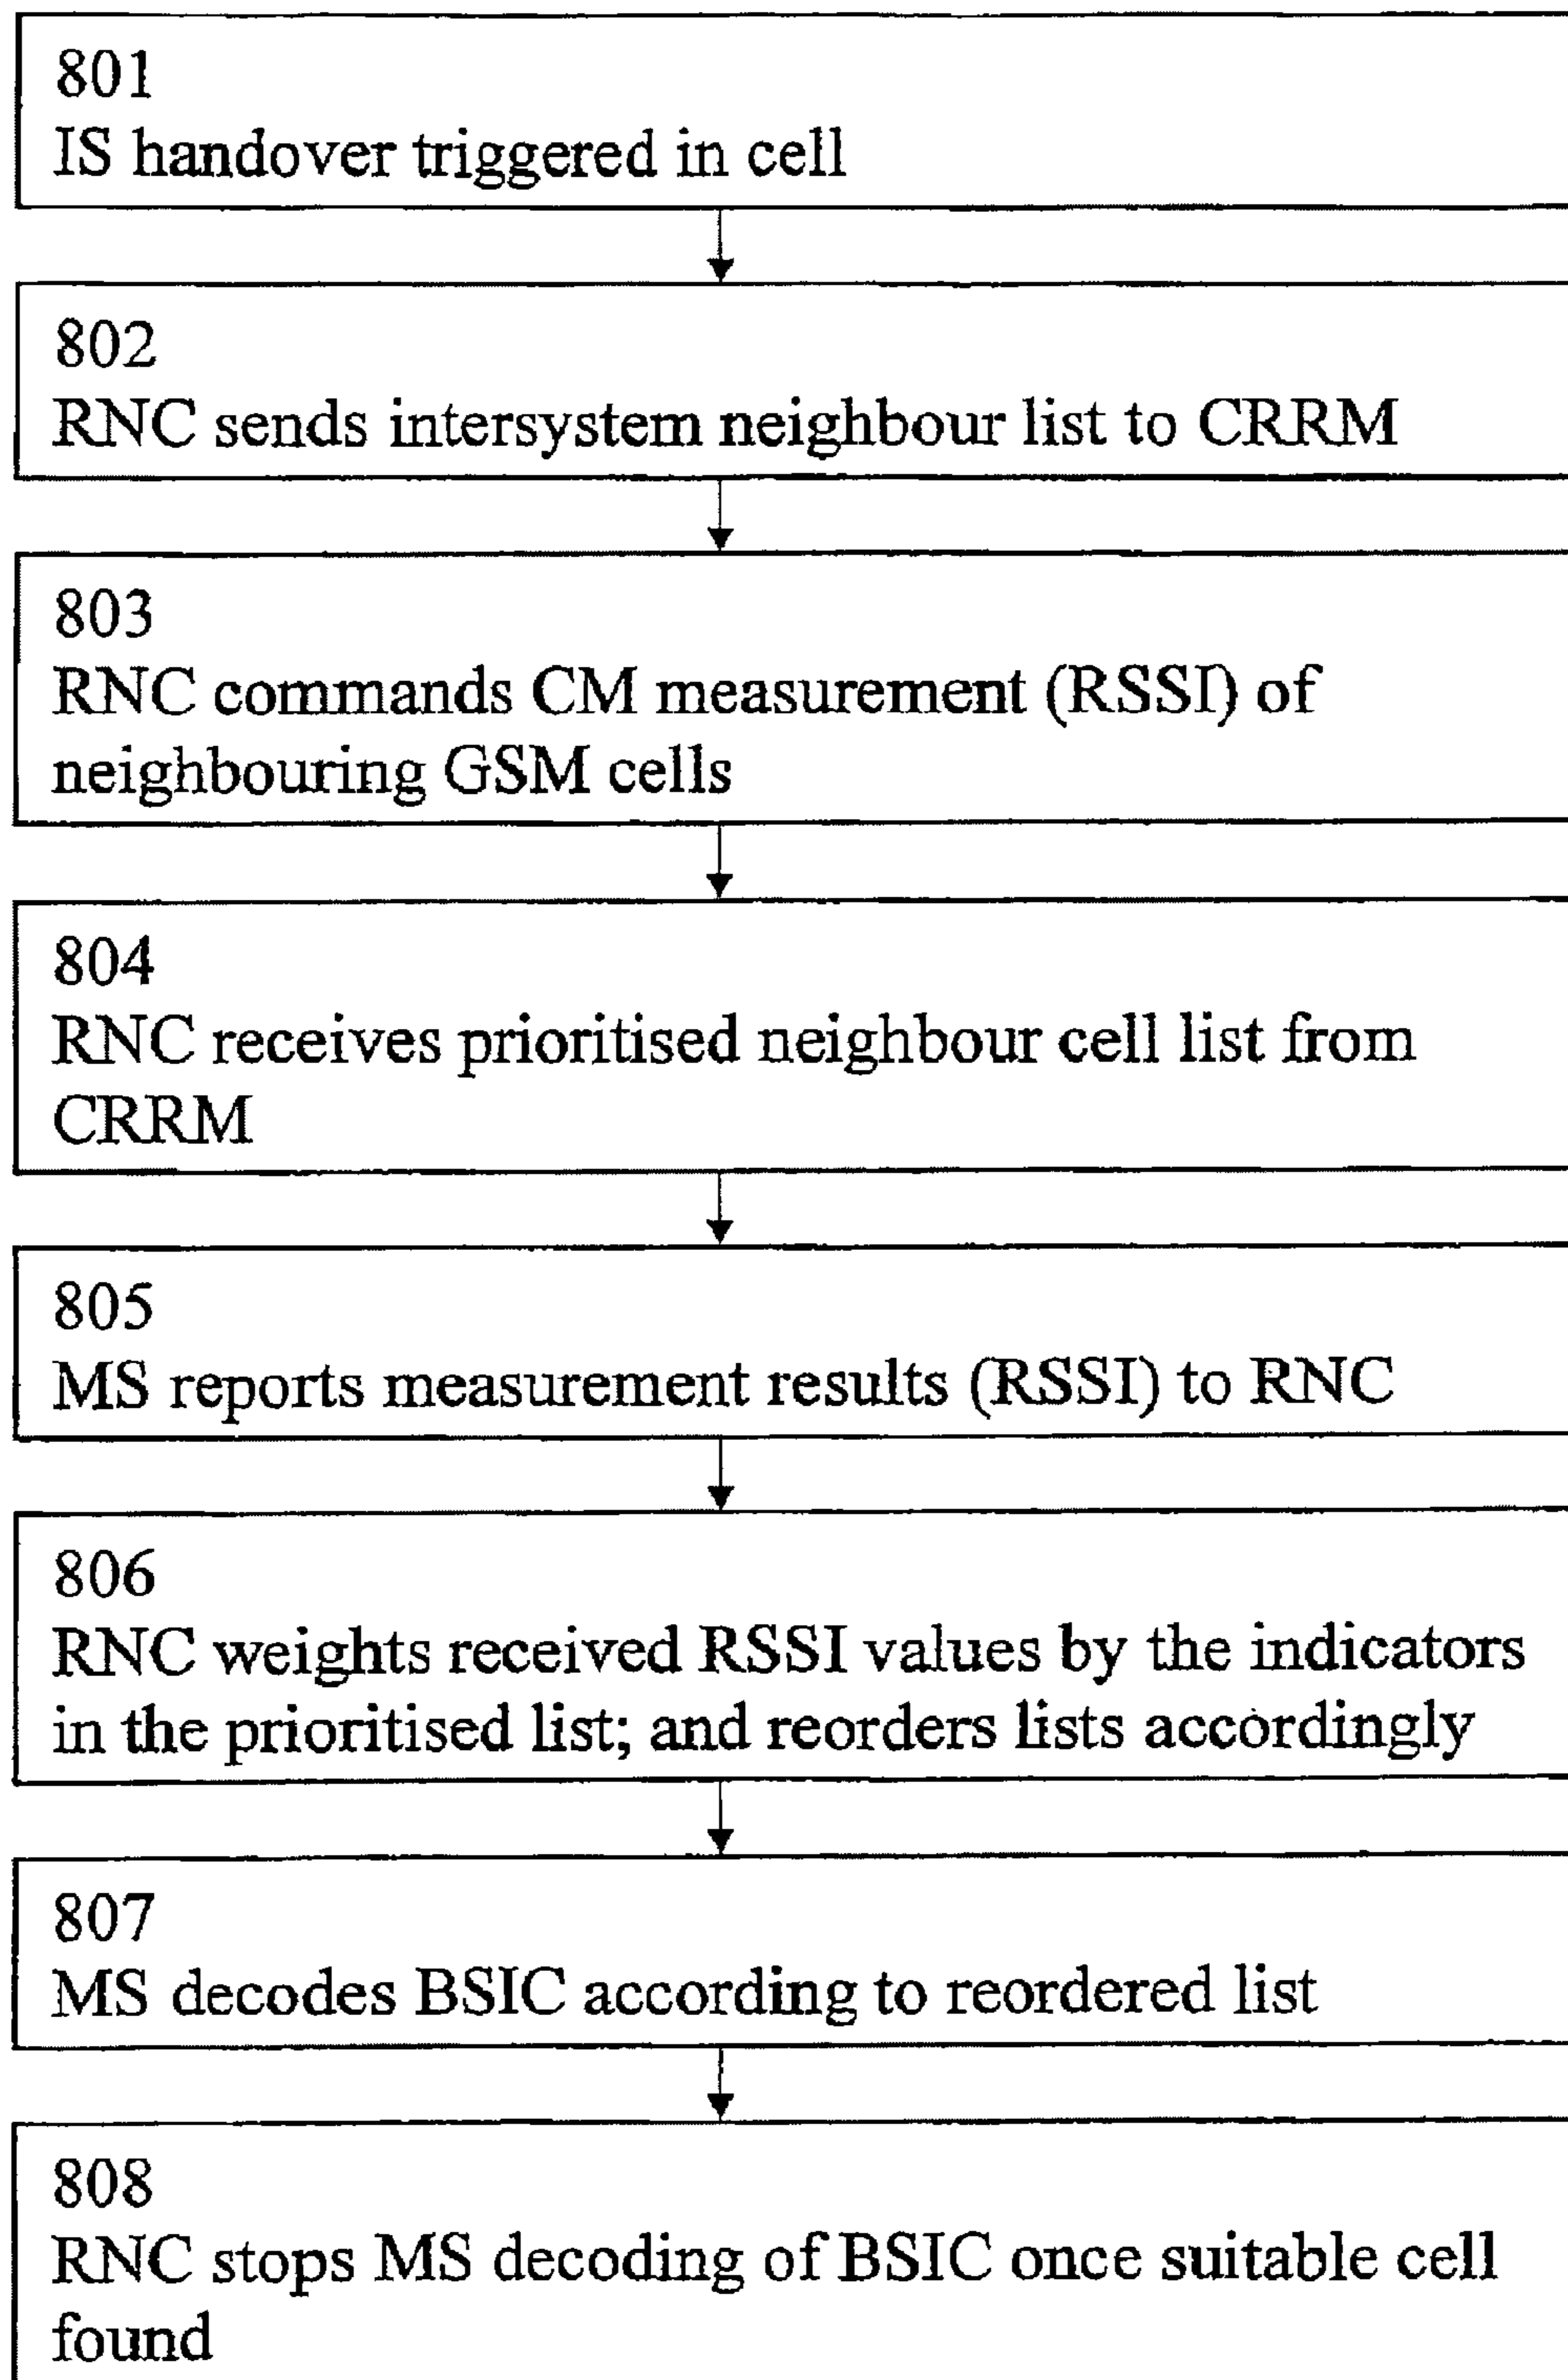 801
IS handover triggered in cell
802
RNC sends intersystem neighbour list to CRRM
803
RNC commands CM measurement (RSSI) of
neighbouring GSM cells
804
RNC receives prioritised neighbour cell list from
CRRM
805
MS reports measurement results (RSSI) to RNC
806
RNC weights received RSSI values by the indicators
in the prioritised list; and reorders lists accordingly
807
MS decodes BSIC according to reordered list
808
RNC stops MS decoding of BSIC once suitable cell
found